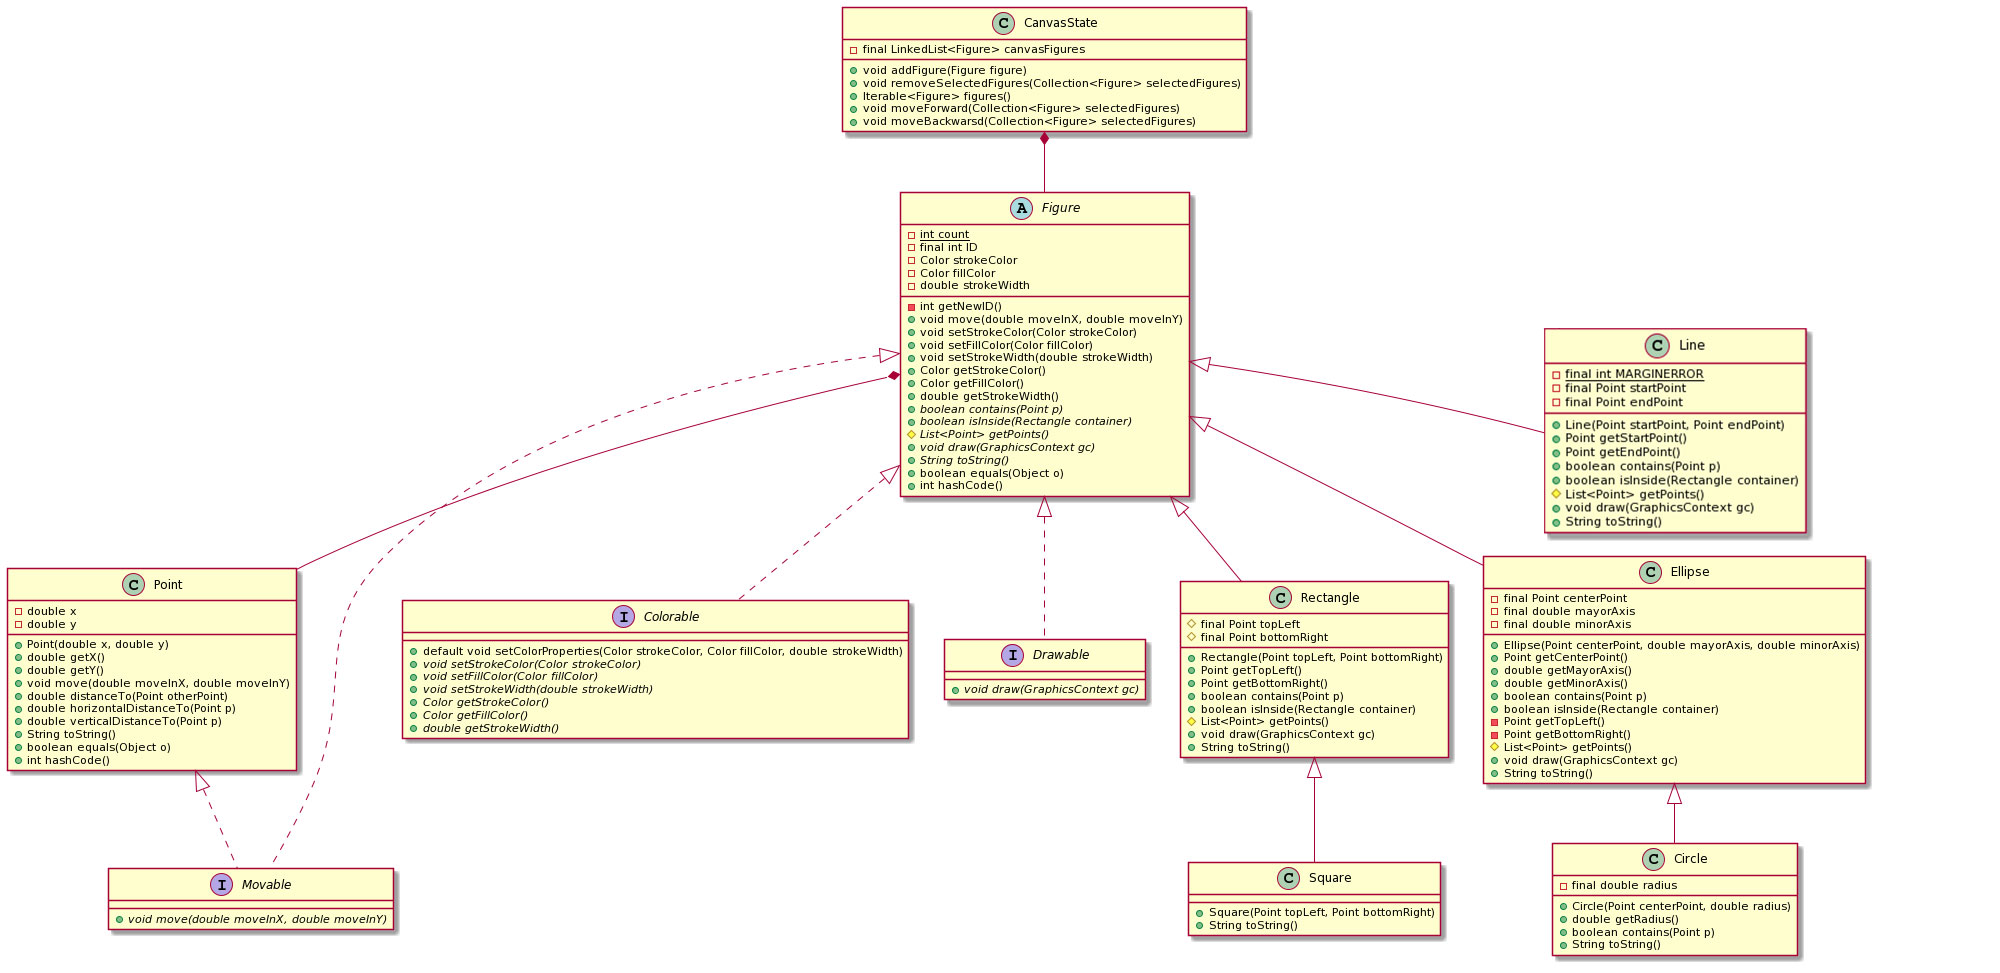 C CanvasState
final LinkedList<Figure> canvasFigures
void addFigure(Figure figure)
void removeSelectedFigures(Collection<Figure> selectedFigures)
Iterable<Figure> figures()
void moveForward(Collection<Figure> selectedFigures)
void moveBackwarsd(Collection<Figure> selectedFigures)
A Figure
int count
final int ID
Color strokeColor
Color fillColor
double strokeWidth
int getNewID()
void move(double moveInX, double moveInY)
void setStrokeColor(Color strokeColor)
void setFillColor(Color fillColor)
void setStrokeWidth(double strokeWidth)
Color getStrokeColor()
Color getFillColor()
double getStrokeWidth()
boolean contains(Point p)
boolean isInside(Rectangle container)
List<Point> getPoints()
void draw(GraphicsContext gc)
String toString()
boolean equals(Object o)
int hashCode()
C Line
final int MARGINERROR
final Point startPoint
final Point endPoint
Line(Point startPoint, Point endPoint)
Point getStartPoint()
Point getEndPoint()
boolean contains(Point p)
boolean isInside(Rectangle container)
List<Point> getPoints()
void draw(GraphicsContext gc)
String toString()
C Point
double x
double y
Point(double x, double y)
double getX()
double getY()
void move(double moveInX, double moveInY)
double distanceTo(Point otherPoint)
double horizontalDistanceTo(Point p)
double verticalDistanceTo(Point p)
String toString()
boolean equals(Object o)
int hashCode()
I Colorable
default void setColorProperties(Color strokeColor, Color fillColor, double strokeWidth)
void setStrokeColor(Color strokeColor)
void setFillColor(Color fillColor)
void setStrokeWidth(double strokeWidth)
Color getStrokeColor()
Color getFillColor()
double getStrokeWidth()
I Drawable
void draw(GraphicsContext gc)
C Rectangle
final Point topLeft
final Point bottomRight
Rectangle(Point topLeft, Point bottomRight)
Point getTopLeft()
Point getBottomRight()
boolean contains(Point p)
boolean isInside(Rectangle container)
List<Point> getPoints()
void draw(GraphicsContext gc)
String toString()
C Ellipse
final Point centerPoint
final double mayorAxis
final double minorAxis
Ellipse(Point centerPoint, double mayorAxis, double minorAxis)
Point getCenterPoint()
double getMayorAxis()
double getMinorAxis()
boolean contains(Point p)
boolean isInside(Rectangle container)
Point getTopLeft()
Point getBottomRight()
List<Point> getPoints()
void draw(GraphicsContext gc)
String toString()
I Movable
void move(double moveInX, double moveInY)
C Square
Square(Point topLeft, Point bottomRight)
String toString()
C Circle
final double radius
Circle(Point centerPoint, double radius)
double getRadius()
boolean contains(Point p)
String toString()